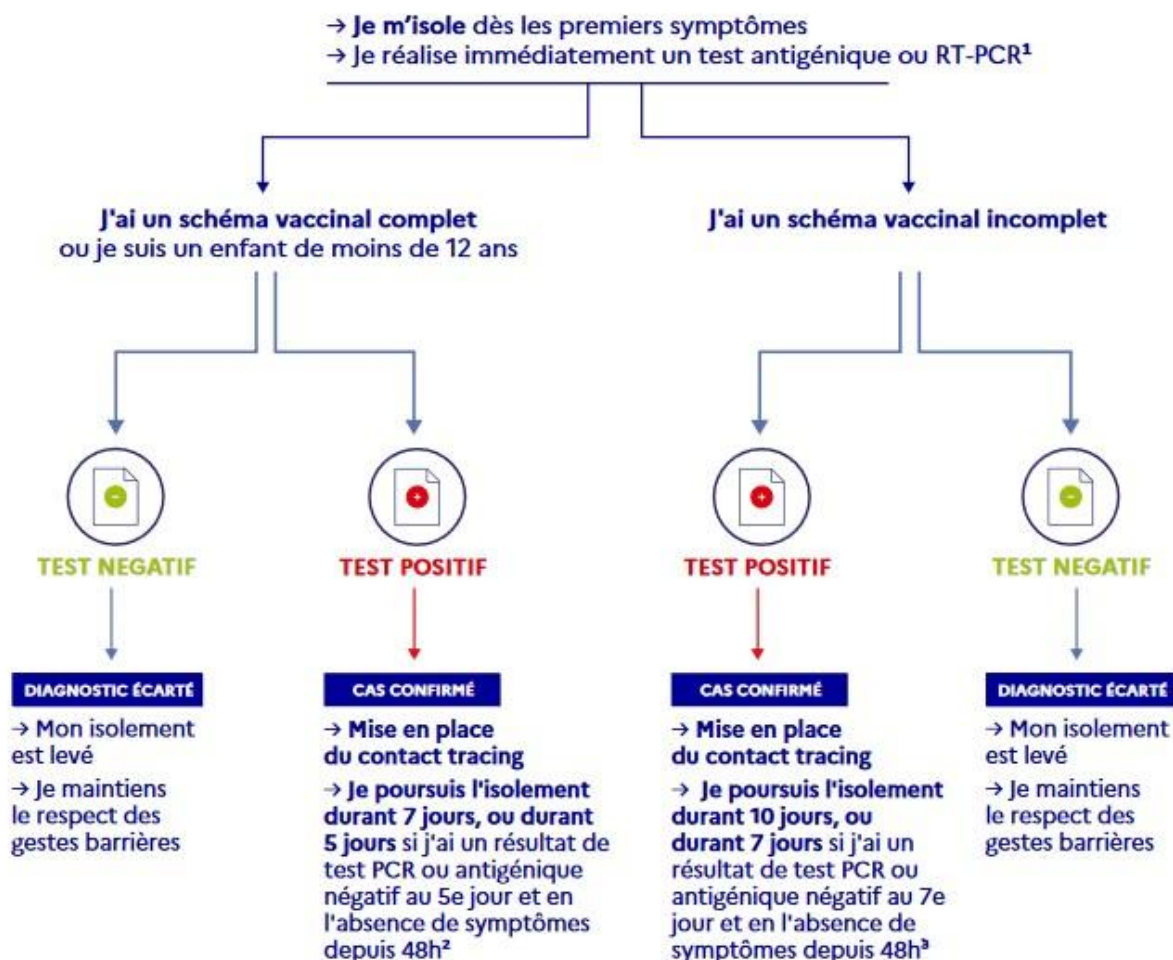 → Je m'isole dès les premiers symptômes
→ Je réalise immédiatement un test antigénique ou RT-PCR¹
J'ai un schéma vaccinal complet
ou je suis un enfant de moins de 12 ans
J'ai un schéma vaccinal incomplet
TEST NEGATIF
TEST POSITIF
TEST POSITIF
TEST NEGATIF
DIAGNOSTIC ÉCARTÉ
→ Mon isolement
est levé
→ Je maintiens
le respect des
gestes barrières
CAS CONFIRMÉ
→ Mise en place
du contact tracing
→ Je poursuis l'isolement
durant 7 jours, ou durant
5 jours si j'ai un résultat de
test PCR ou antigénique
négatif au 5e jour et en
l'absence de symptômes
depuis 48h²
CAS CONFIRMÉ
→ Mise en place
du contact tracing
→ Je poursuis l'isolement
durant 10 jours, ou
durant 7 jours si j'ai un
résultat de test PCR ou
antigénique négatif au 7e
jour et en l'absence de
symptômes depuis 48h³
DIAGNOSTIC ÉCARTÉ
→ Mon isolement
est levé
→ Je maintiens
le respect des
gestes barrières